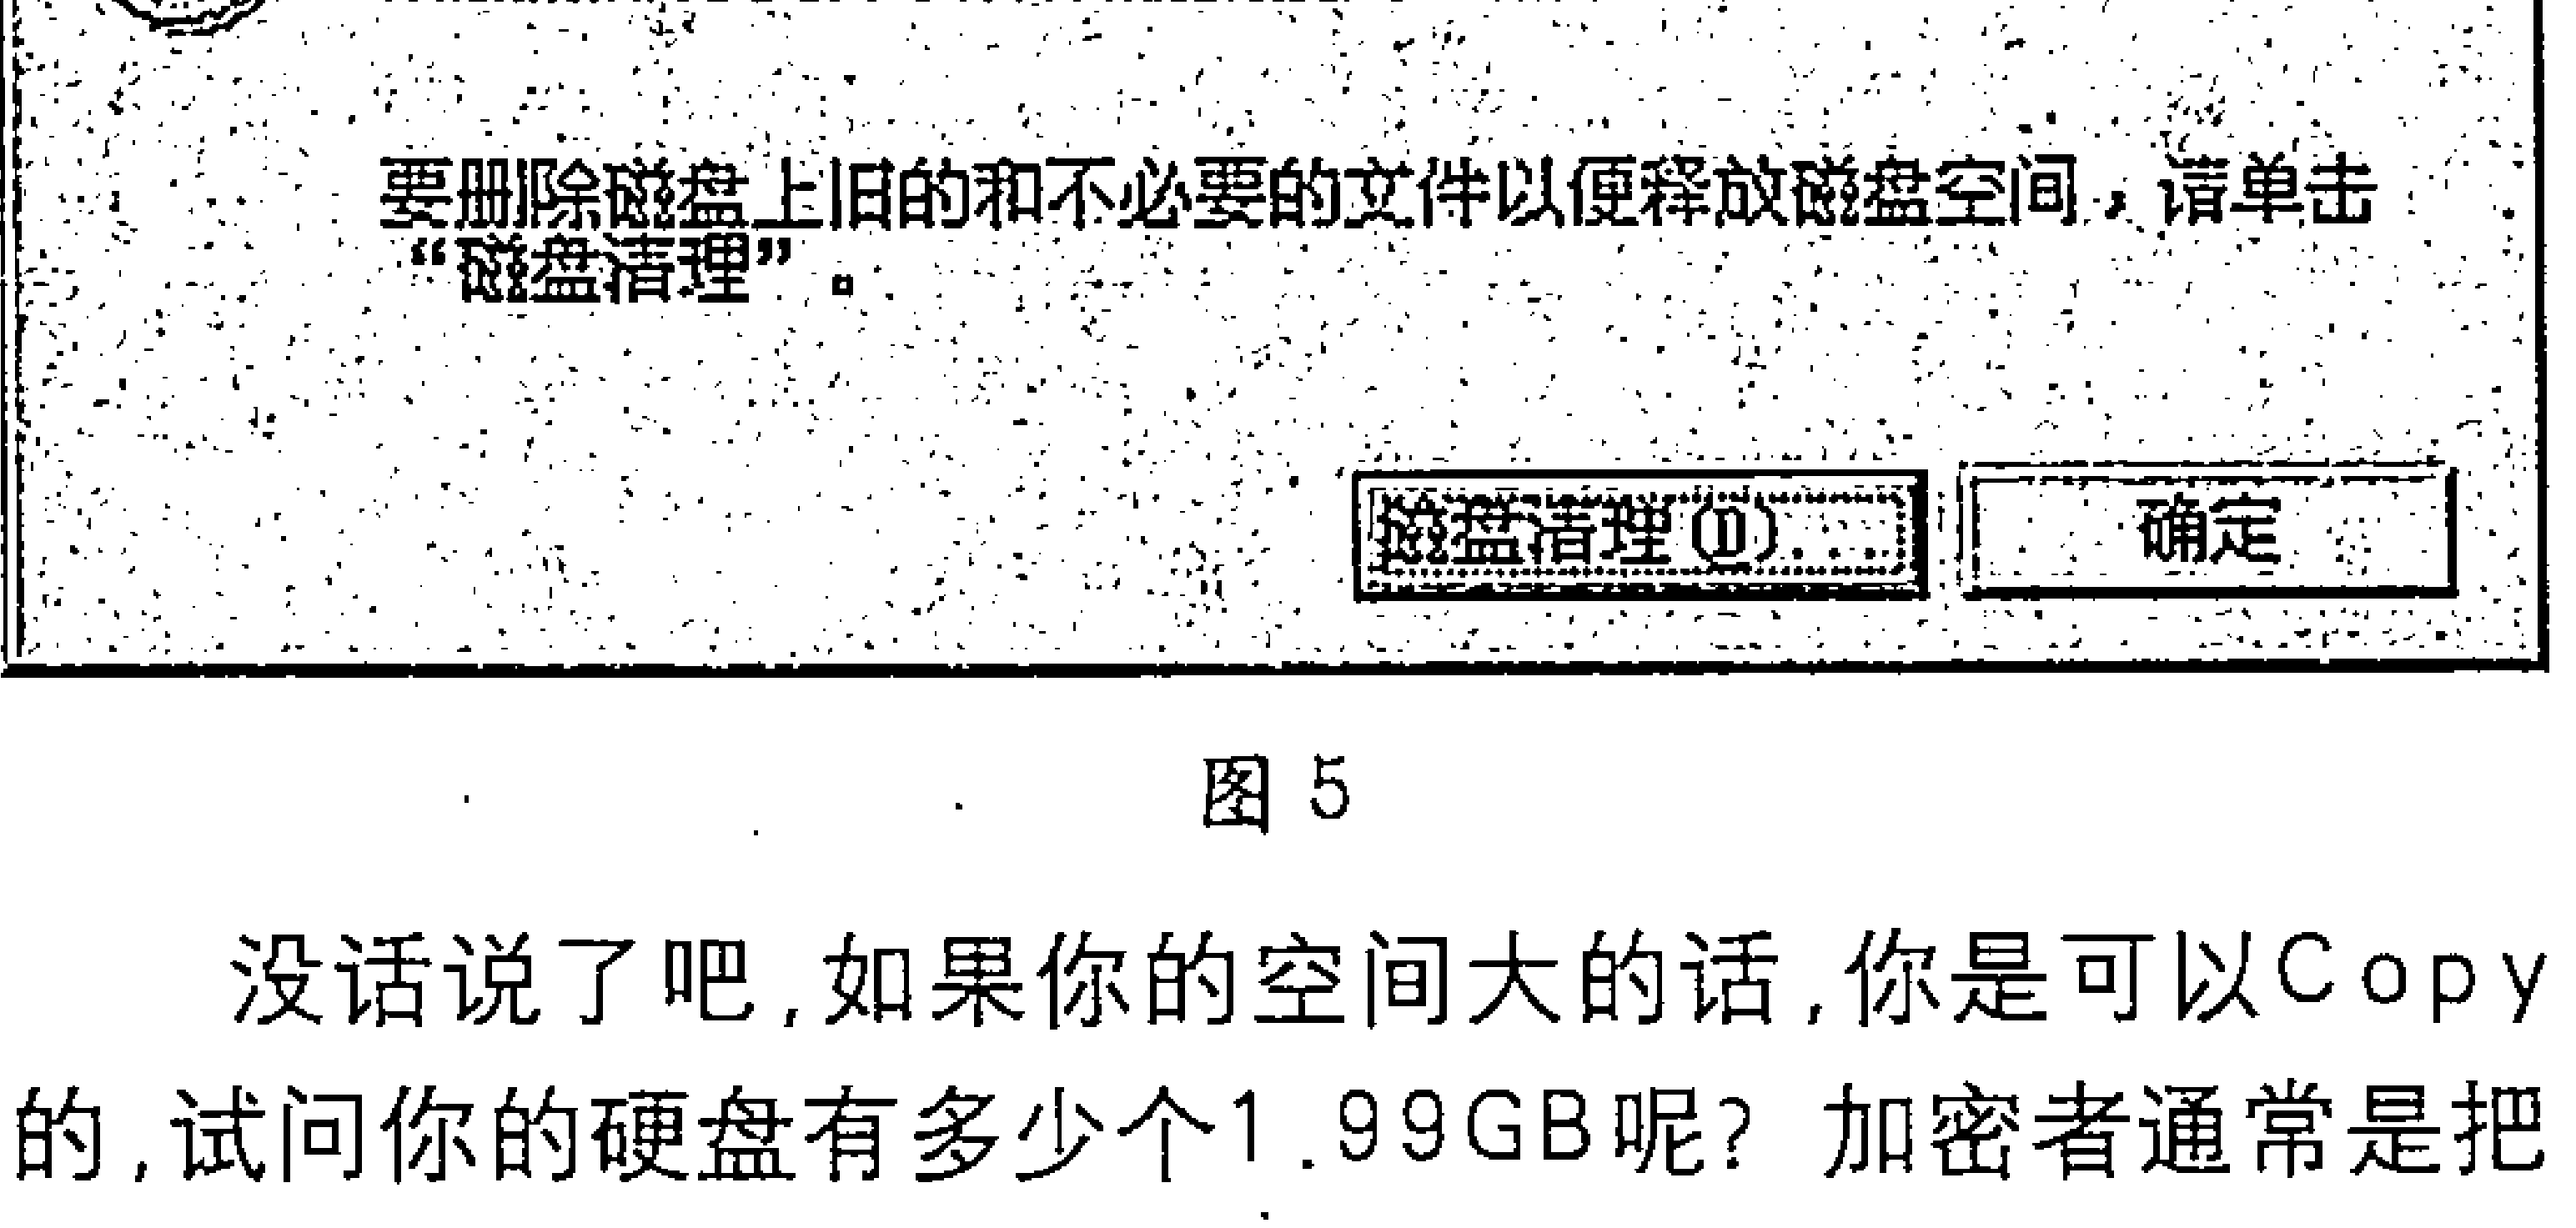 要删除磁盘上旧的和不必要的文件以便释放磁盘空间，请单击
“磁盘清理”。
磁盘清理(D)... 确定
图 5
没话说了吧,如果你的空间大的话,你是可以Copy
的,试问你的硬盘有多少个1.99GB呢? 加密者通常是把